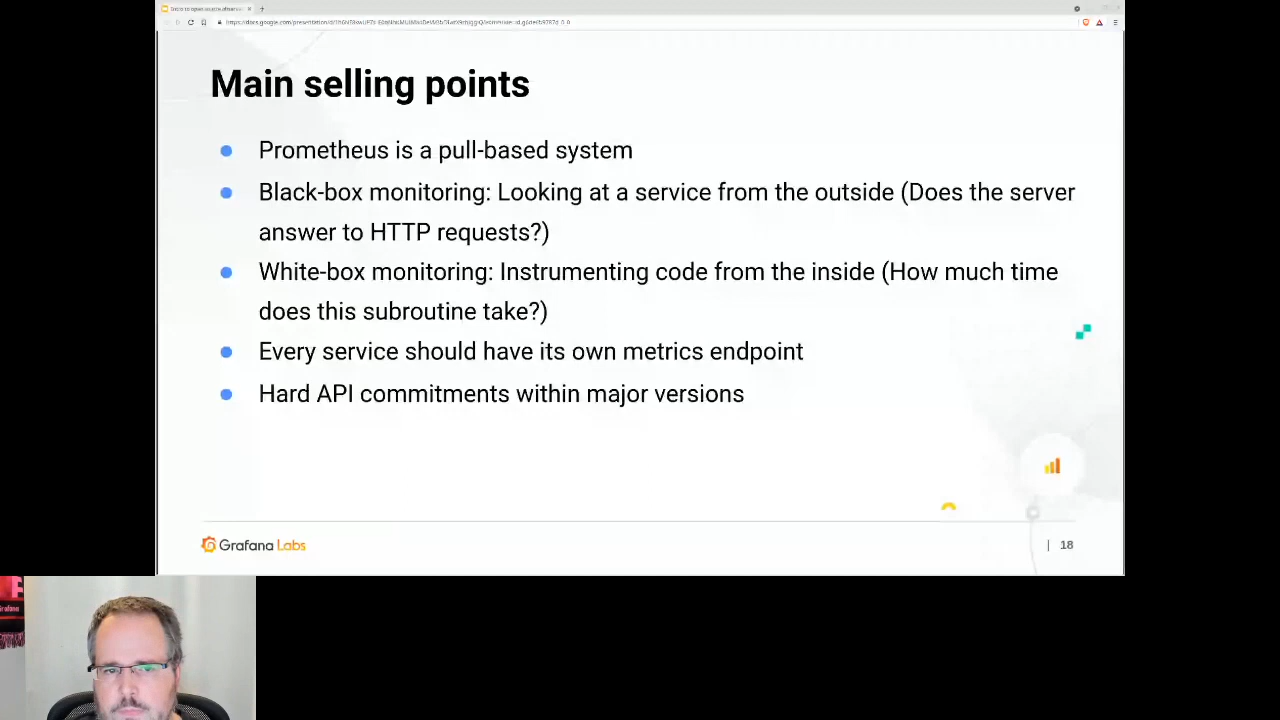 Main selling points
Prometheus is a pull-based system
Black-box monitoring: Looking at a service from the outside (Does the server
answer to HTTP requests?)
White-box monitoring: Instrumenting code from the inside (How much time
does this subroutine take?)
Every service should have its own metrics endpoint
Hard API commitments within major versions
Grafana Labs
| 18
Grafana